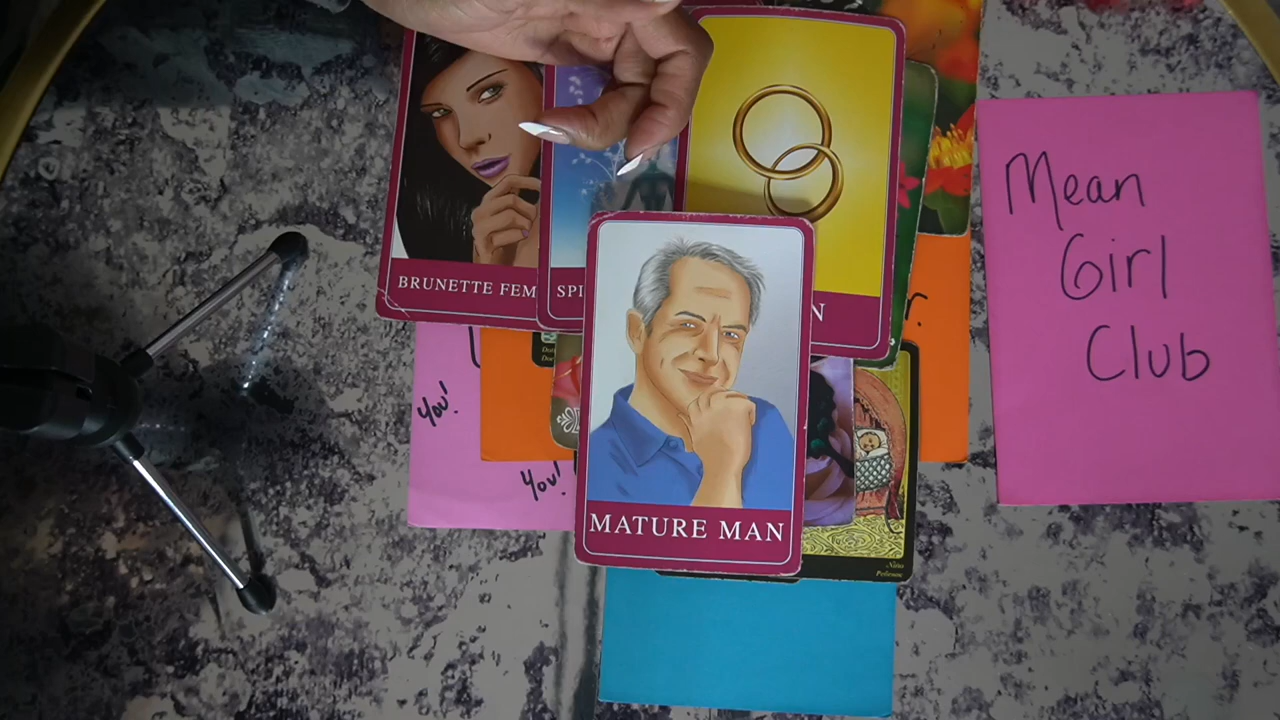 BRUNETTE FEM
SPI
N
r.
You!
You!
MATURE MAN
Mean
Girl
Club